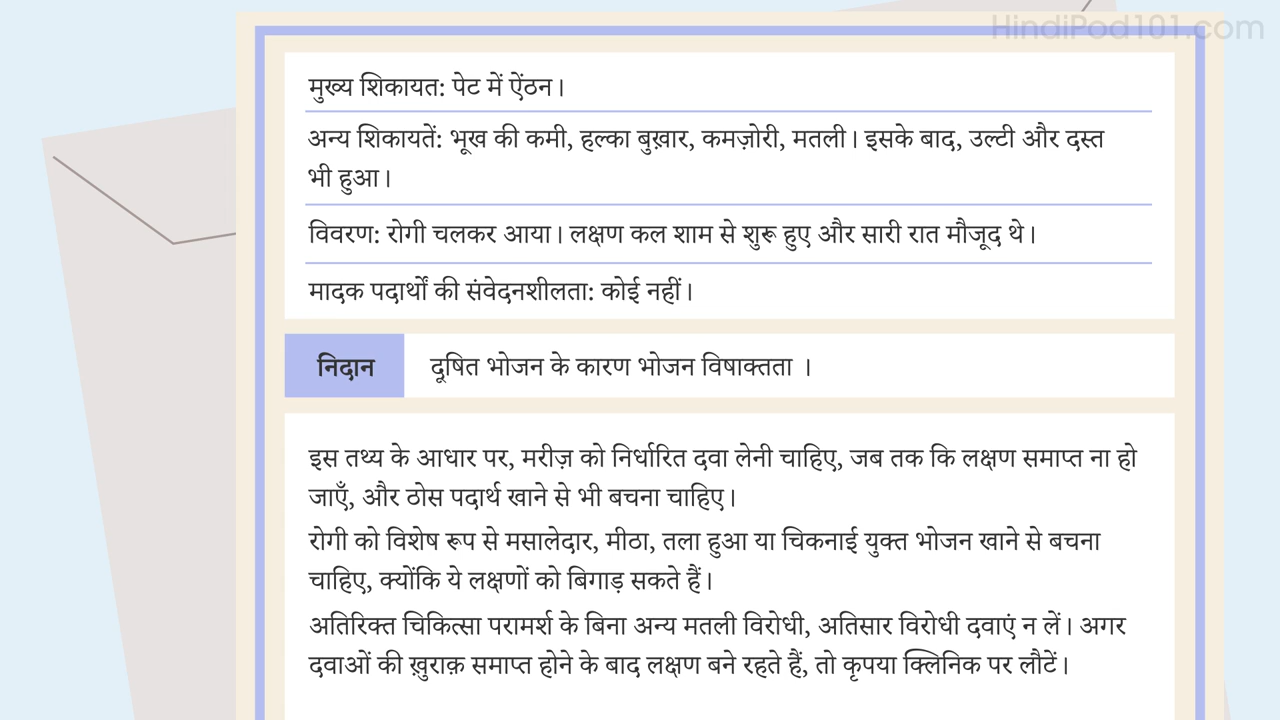 HindiPod101.com
मुख्य शिकायत: पेट में ऐंठन।
अन्य शिकायतें: भूख की कमी, हल्का बुख़ार, कमज़ोरी, मतली। इसके बाद, उल्टी और दस्त
भी हुआ।
विवरण: रोगी चलकर आया। लक्षण कल शाम से शुरू हुए और सारी रात मौजूद थे।
मादक पदार्थों की संवेदनशीलता: कोई नहीं।
निदान दूषित भोजन के कारण भोजन विषाक्तता ।
इस तथ्य के आधार पर, मरीज़ को निर्धारित दवा लेनी चाहिए, जब तक कि लक्षण समाप्त ना हो
जाएँ, और ठोस पदार्थ खाने से भी बचना चाहिए।
रोगी को विशेष रूप से मसालेदार, मीठा, तला हुआ या चिकनाई युक्त भोजन खाने से बचना
चाहिए, क्योंकि ये लक्षणों को बिगाड़ सकते हैं।
अतिरिक्त चिकित्सा परामर्श के बिना अन्य मतली विरोधी, अतिसार विरोधी दवाएं न लें। अगर
दवाओं की ख़ुराक़ समाप्त होने के बाद लक्षण बने रहते हैं, तो कृपया क्लिनिक पर लौटें।